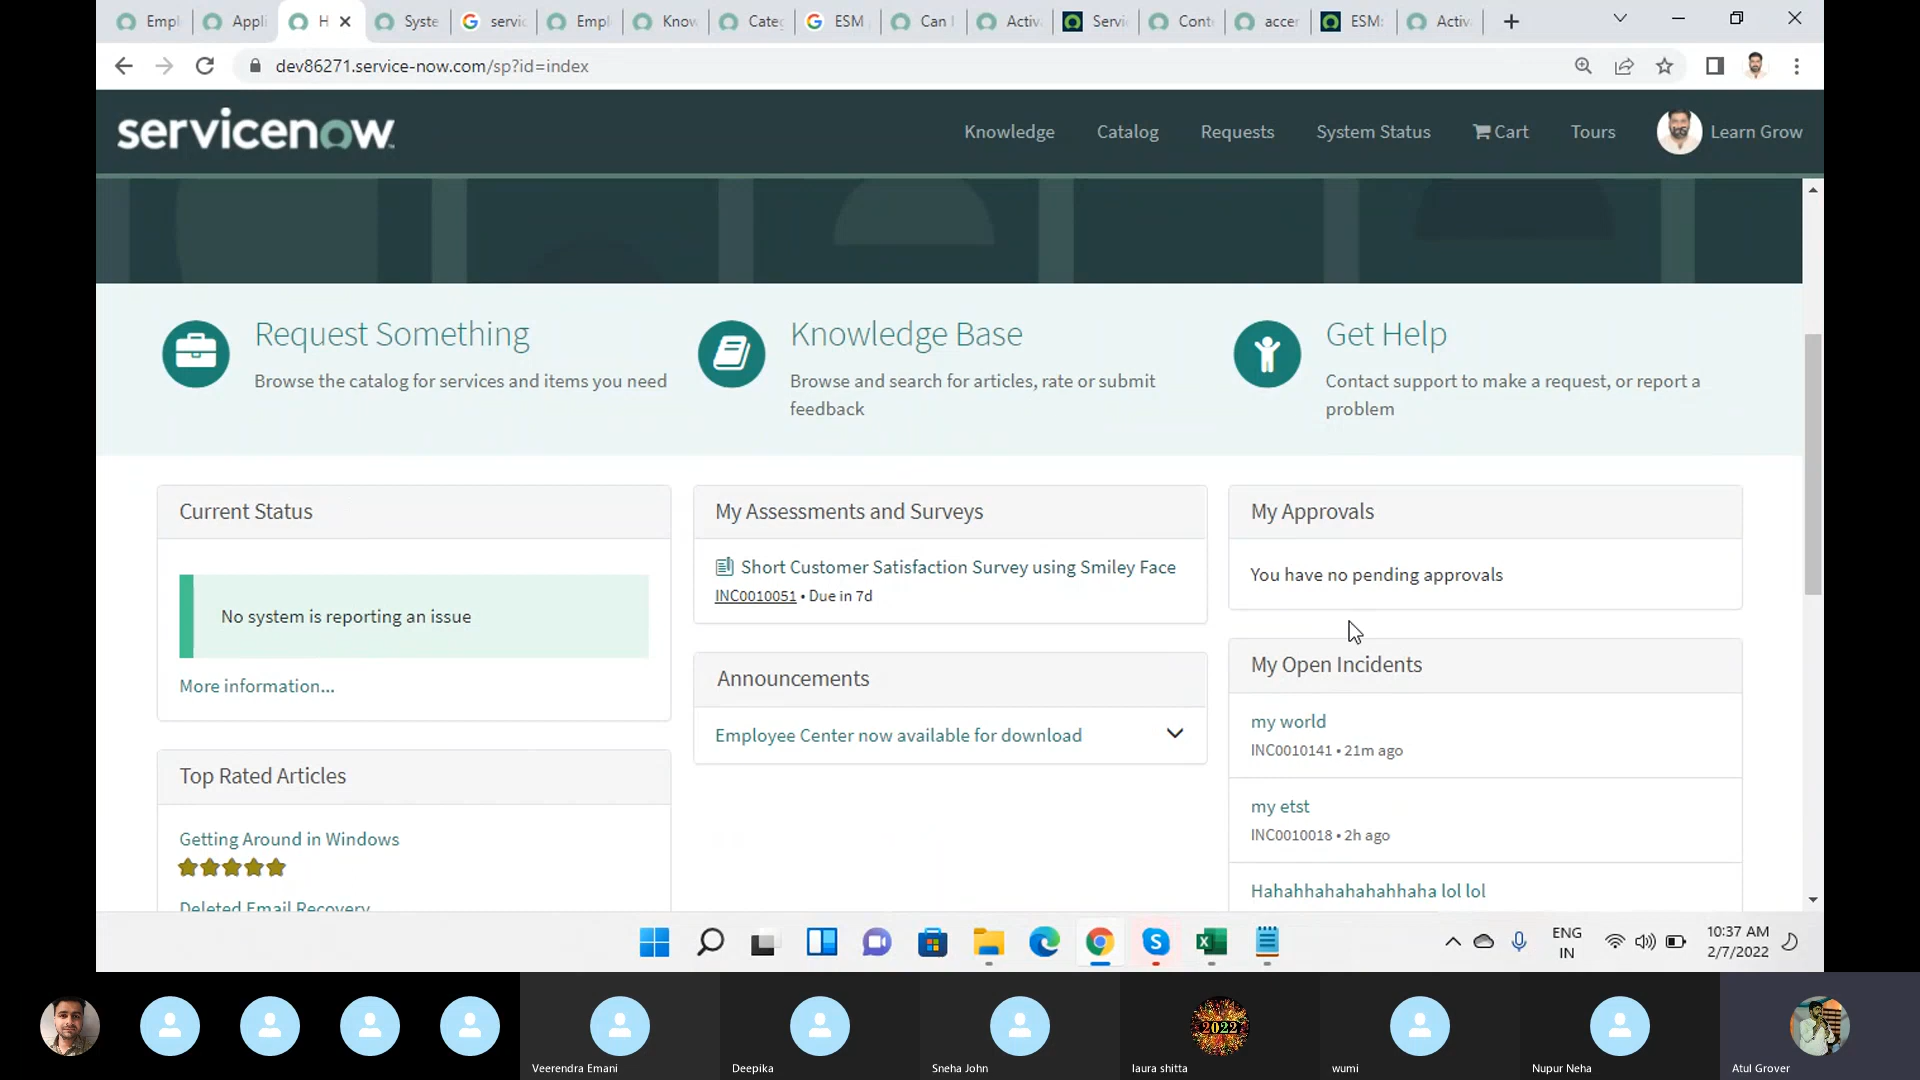 Empl
Appli
H
Syste
servic
Empl
Know
Categ
ESM
Can I
Activ
Servi
Cont
accer
ESM:
Activ
dev86271.service-now.com/sp?id=index
servicenow
Knowledge
Catalog
Requests
System Status
Cart
Tours
Learn Grow
Request Something
Browse the catalog for services and items you need
Knowledge Base
Browse and search for articles, rate or submit
feedback
Get Help
Contact support to make a request, or report a
problem
Current Status
No system is reporting an issue
More information...
Top Rated Articles
Getting Around in Windows
Deleted Email Recovery
My Assessments and Surveys
Short Customer Satisfaction Survey using Smiley Face
INC0010051 • Due in 7d
Announcements
Employee Center now available for download
My Approvals
You have no pending approvals
My Open Incidents
my world
INC0010141 • 21m ago
my etst
INC0010018 • 2h ago
Hahahhahahahahhaha lol lol
ENG
IN
10:37 AM
2/7/2022
2022
Veerendra Emani
Deepika
Sneha John
laura shitta
wumi
Nupur Neha
Atul Grover